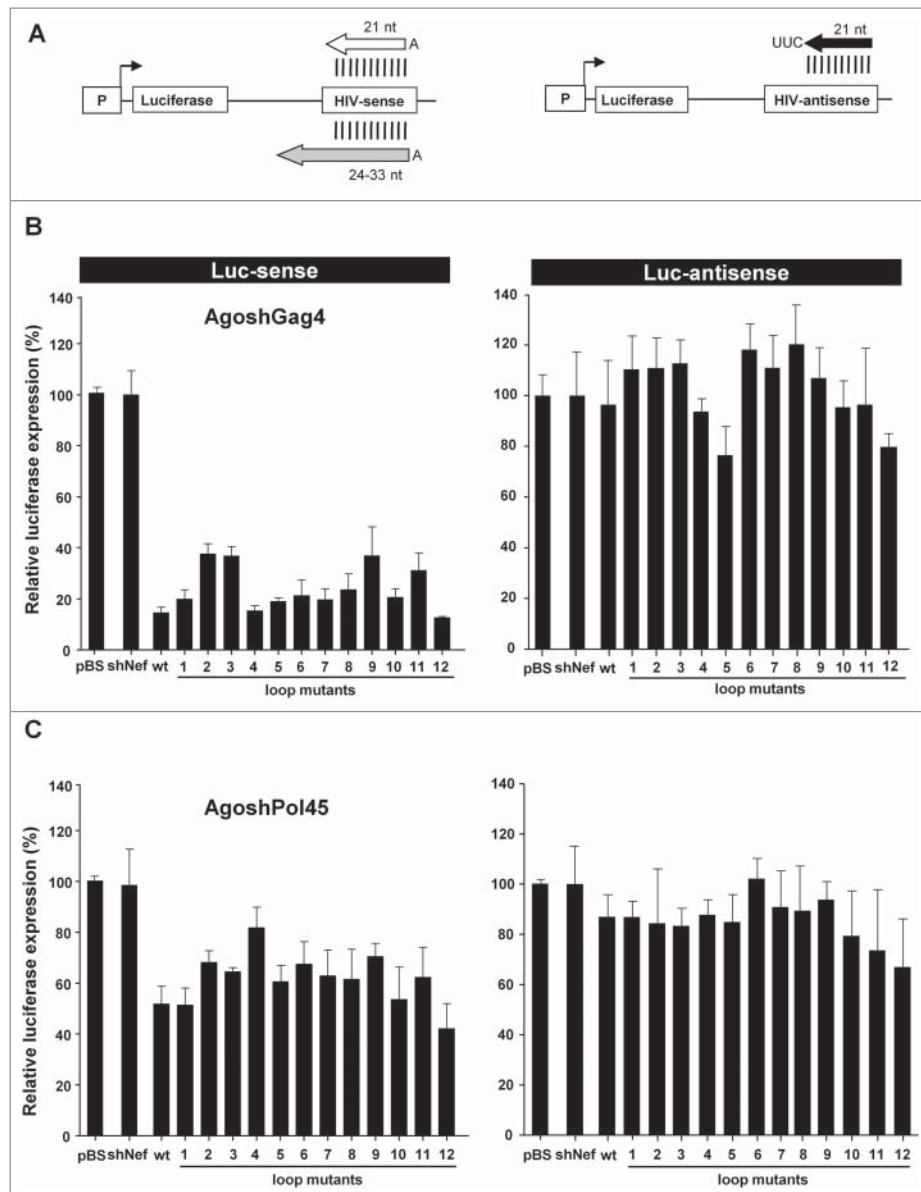 A
21 nt
A
P
Luciferase
HIV-sense
A
24-33 nt
21 nt
UUC
P
Luciferase
HIV-antisense
B
Luc-sense
AgoshGag4
Relative luciferase expression (%)
140
120
100
80
60
40
20
0
pBS shNef wt 1 2 3 4 5 6 7 8 9 10 11 12
loop mutants
Luc-antisense
140
120
100
80
60
40
20
0
pBS shNef wt 1 2 3 4 5 6 7 8 9 10 11 12
loop mutants
C
AgoshPol45
Relative luciferase expression (%)
140
120
100
80
60
40
20
0
pBS shNef wt 1 2 3 4 5 6 7 8 9 10 11 12
loop mutants
140
120
100
80
60
40
20
0
pBS shNef wt 1 2 3 4 5 6 7 8 9 10 11 12
loop mutants